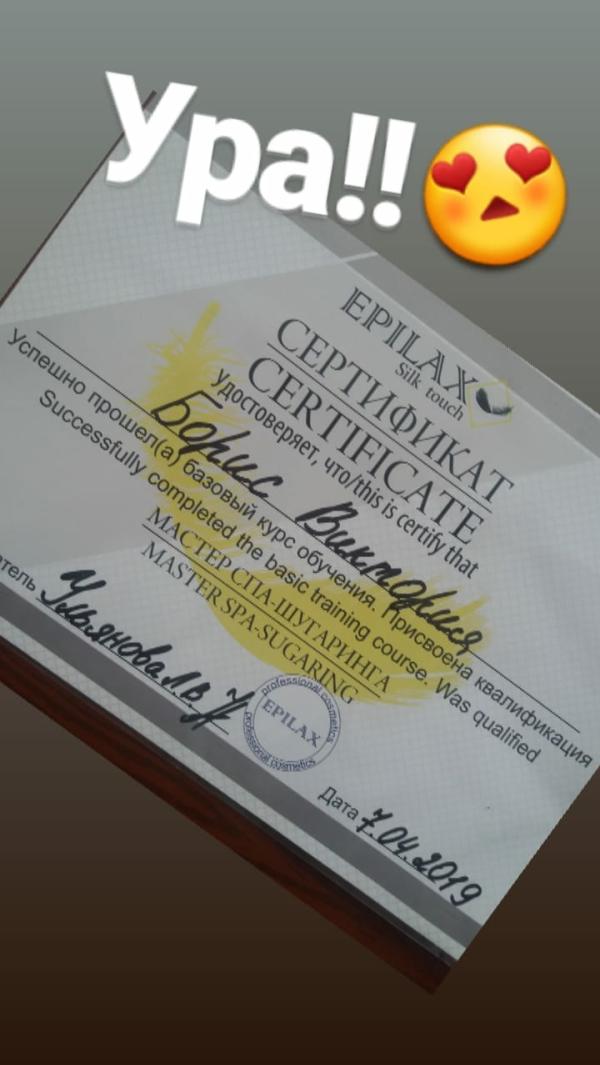 Ура!!
EPILAX
Silk touch
СЕРТИФИКАТ
CERTIFICATE
удостоверяет, что/this is certify that
Борис Виктория
Успешно прошел(а) базовый курс обучения. Присвоена квалификация
Successfully completed the basic training course. Was qualified
МАСТЕР СПА-ШУГАРИНГА
MASTER SPA-SUGARING
Ульянова Л.В
professional cosmetics
EPILAX
professional cosmetics
Дата 7.04.2019